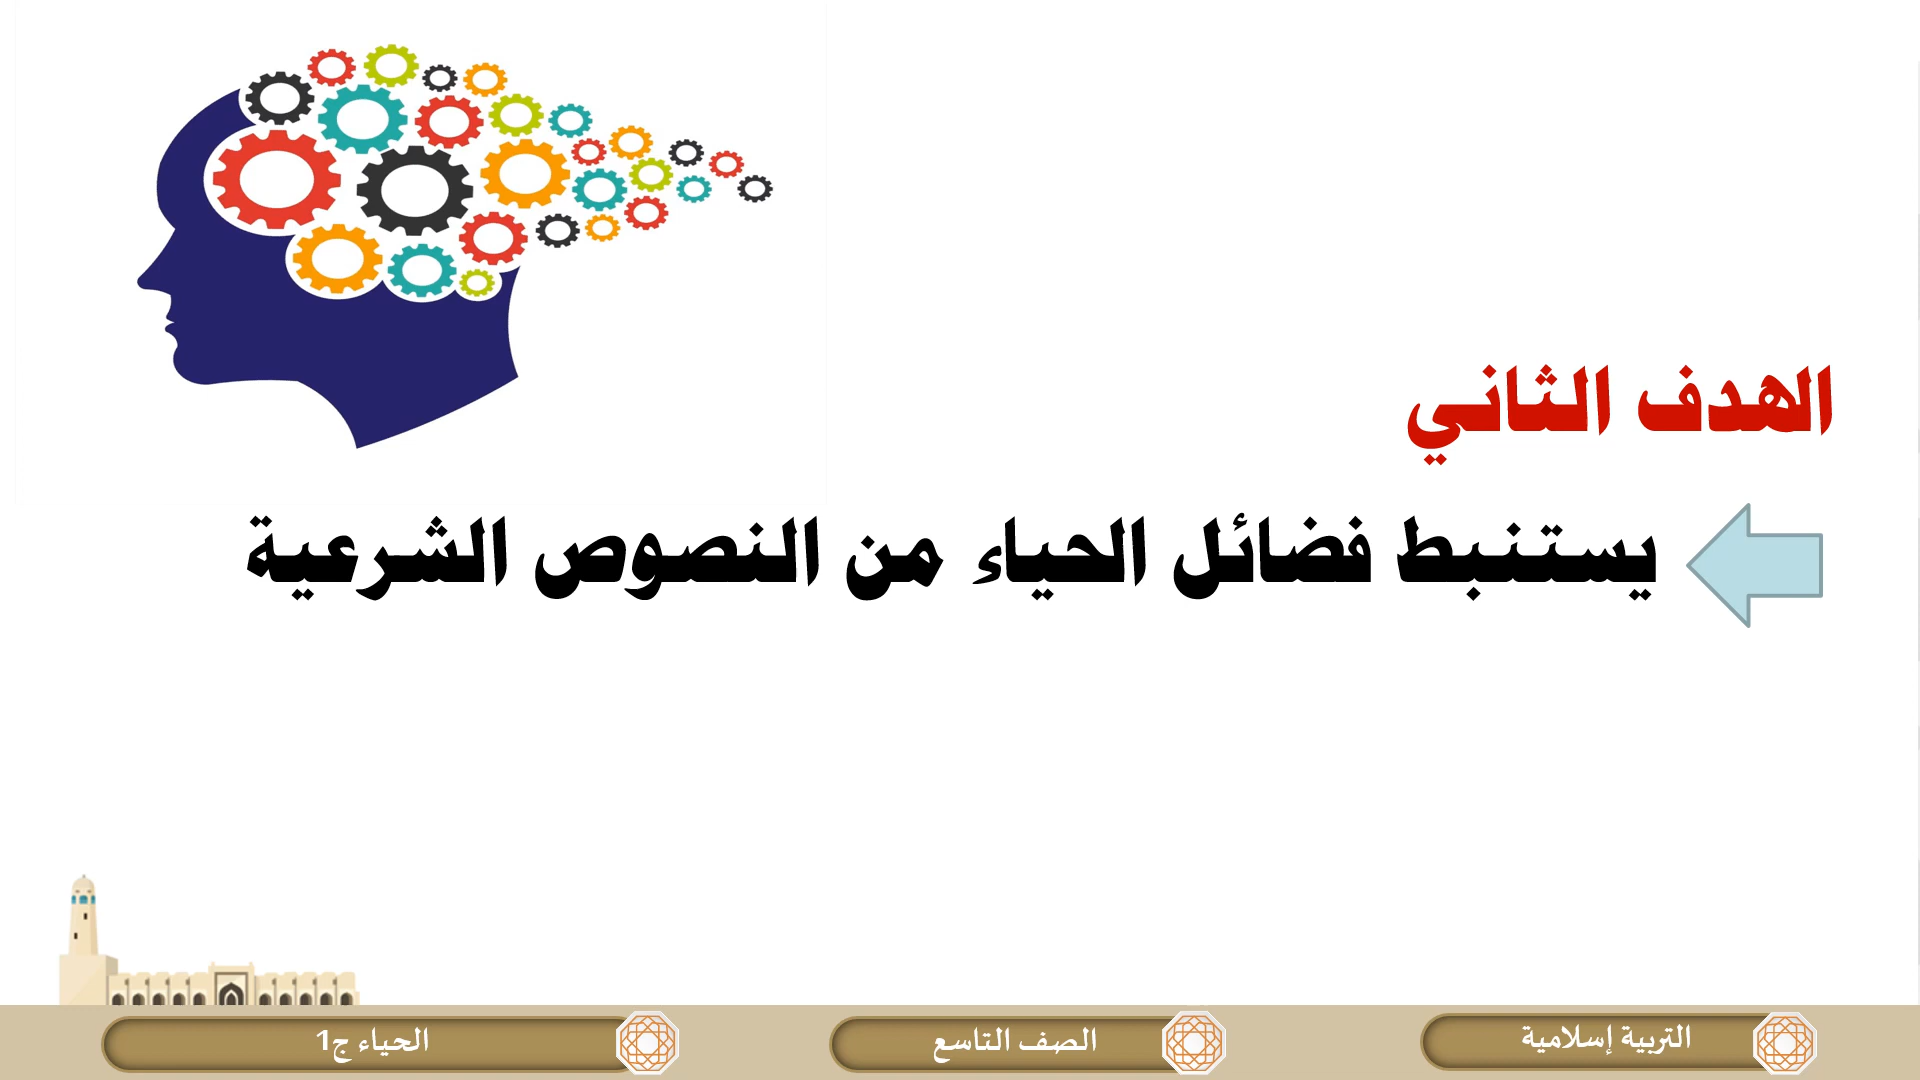 الهدف الثاني
يستنبط فضائل الحياء من النصوص الشرعية
التربية إسلامية
الصف التاسع
الحياء ج1